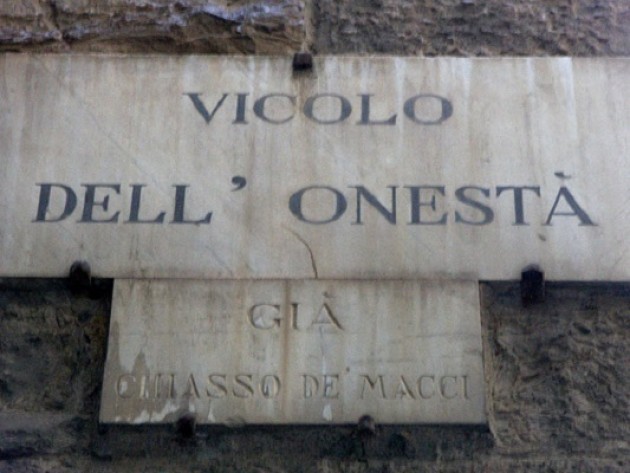 VICOLO
DELL' ONESTÀ
GIÀ
CHIASSO DE' MACCI